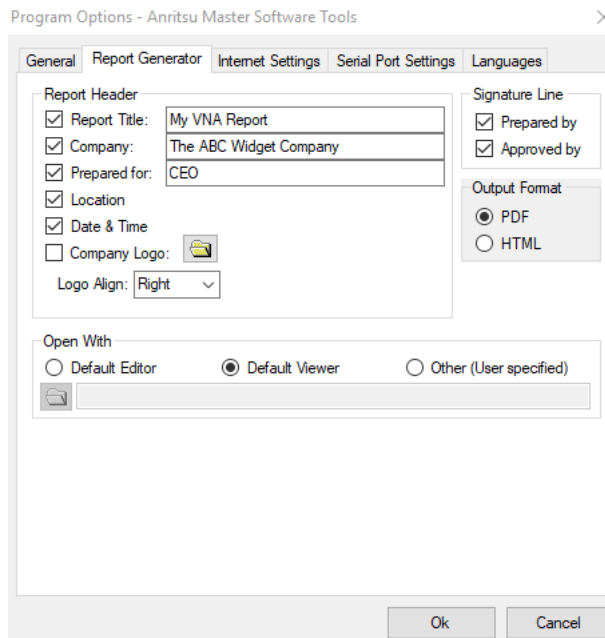 Program Options - Anritsu Master Software Tools
General Report Generator Internet Settings Serial Port Settings Languages
Report Header
Report Title: My VNA Report
Company: The ABC Widget Company
Prepared for: CEO
Location
Date & Time
Company Logo:
Logo Align: Right
Signature Line
Prepared by
Approved by
Output Format
PDF
HTML
Open With
Default Editor Default Viewer Other (User specified)
Ok Cancel